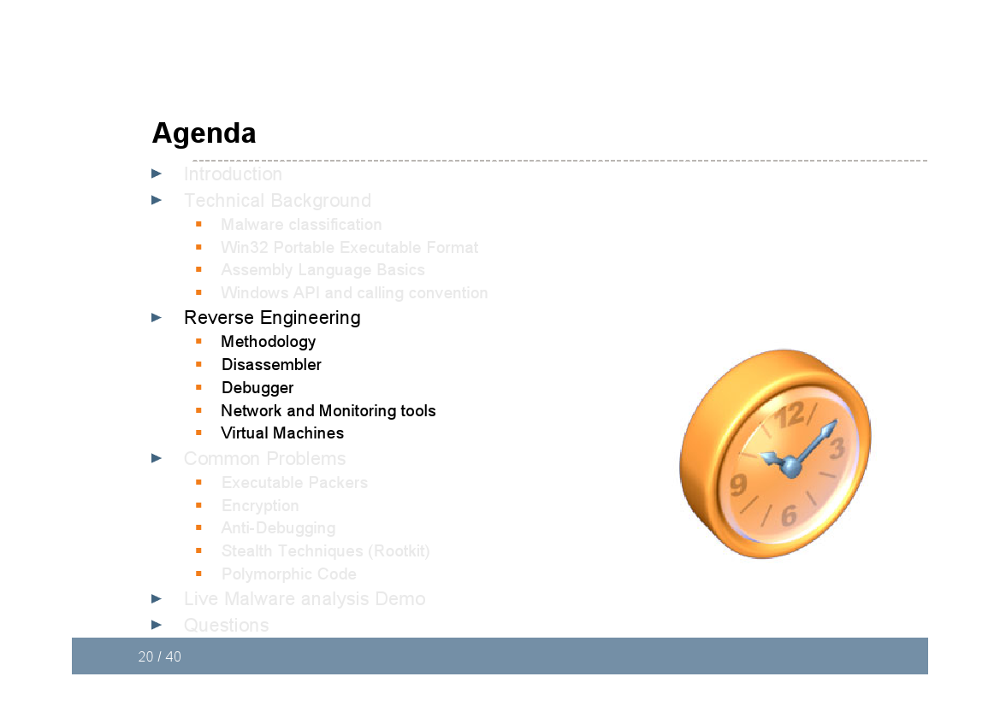 Agenda
Introduction
Technical Background
Malware classification
Win32 Portable Executable Format
Assembly Language Basics
Windows API and calling convention
Reverse Engineering
Methodology
Disassembler
Debugger
Network and Monitoring tools
Virtual Machines
Common Problems
Executable Packers
Encryption
Anti-Debugging
Stealth Techniques (Rootkit)
Polymorphic Code
Live Malware analysis Demo
Questions
12
3
9
6
20 / 40